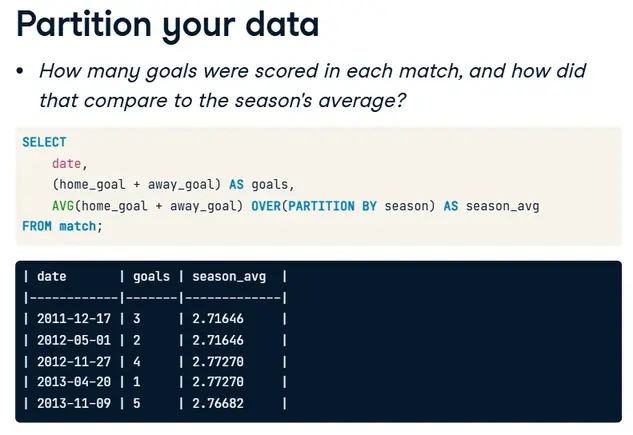 Partition your data
• How many goals were scored in each match, and how did
that compare to the season's average?
SELECT
    date,
    (home_goal + away_goal) AS goals,
    AVG(home_goal + away_goal) OVER(PARTITION BY season) AS season_avg
FROM match;
| date       | goals | season_avg  |
|------------|-------|-------------|
| 2011-12-17 | 3     | 2.71646     |
| 2012-05-01 | 2     | 2.71646     |
| 2012-11-27 | 4     | 2.77270     |
| 2013-04-20 | 1     | 2.77270     |
| 2013-11-09 | 5     | 2.76682     |